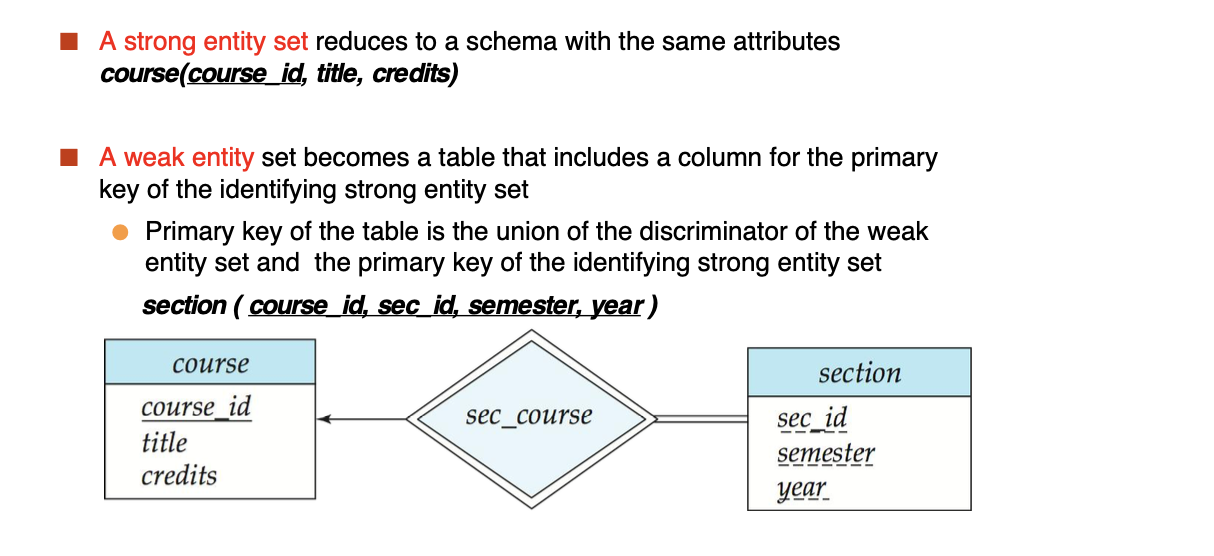 A strong entity set reduces to a schema with the same attributes
course(course_id, title, credits)
A weak entity set becomes a table that includes a column for the primary
key of the identifying strong entity set
Primary key of the table is the union of the discriminator of the weak
entity set and the primary key of the identifying strong entity set
section ( course_id, sec_id, semester, year )
course
course_id
title
credits
sec_course
section
sec_id
semester
year